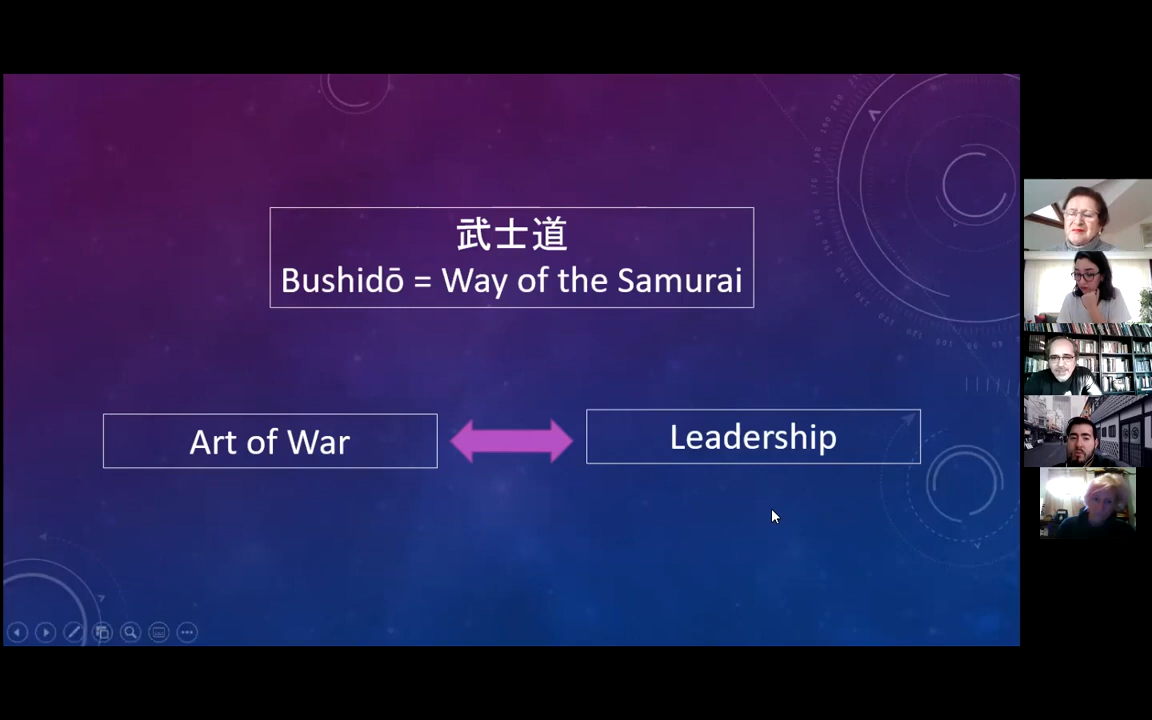 武士道
Bushidō = Way of the Samurai
Art of War
Leadership